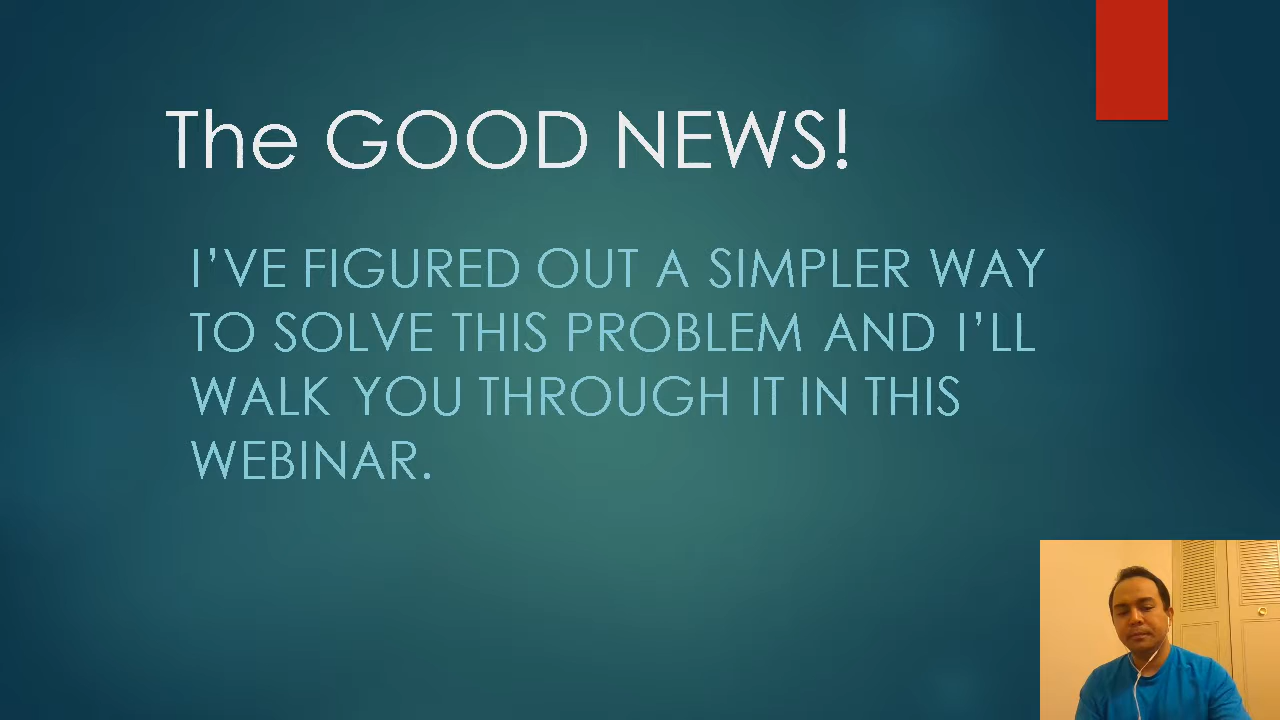 The GOOD NEWS!
I’VE FIGURED OUT A SIMPLER WAY
TO SOLVE THIS PROBLEM AND I’LL
WALK YOU THROUGH IT IN THIS
WEBINAR.